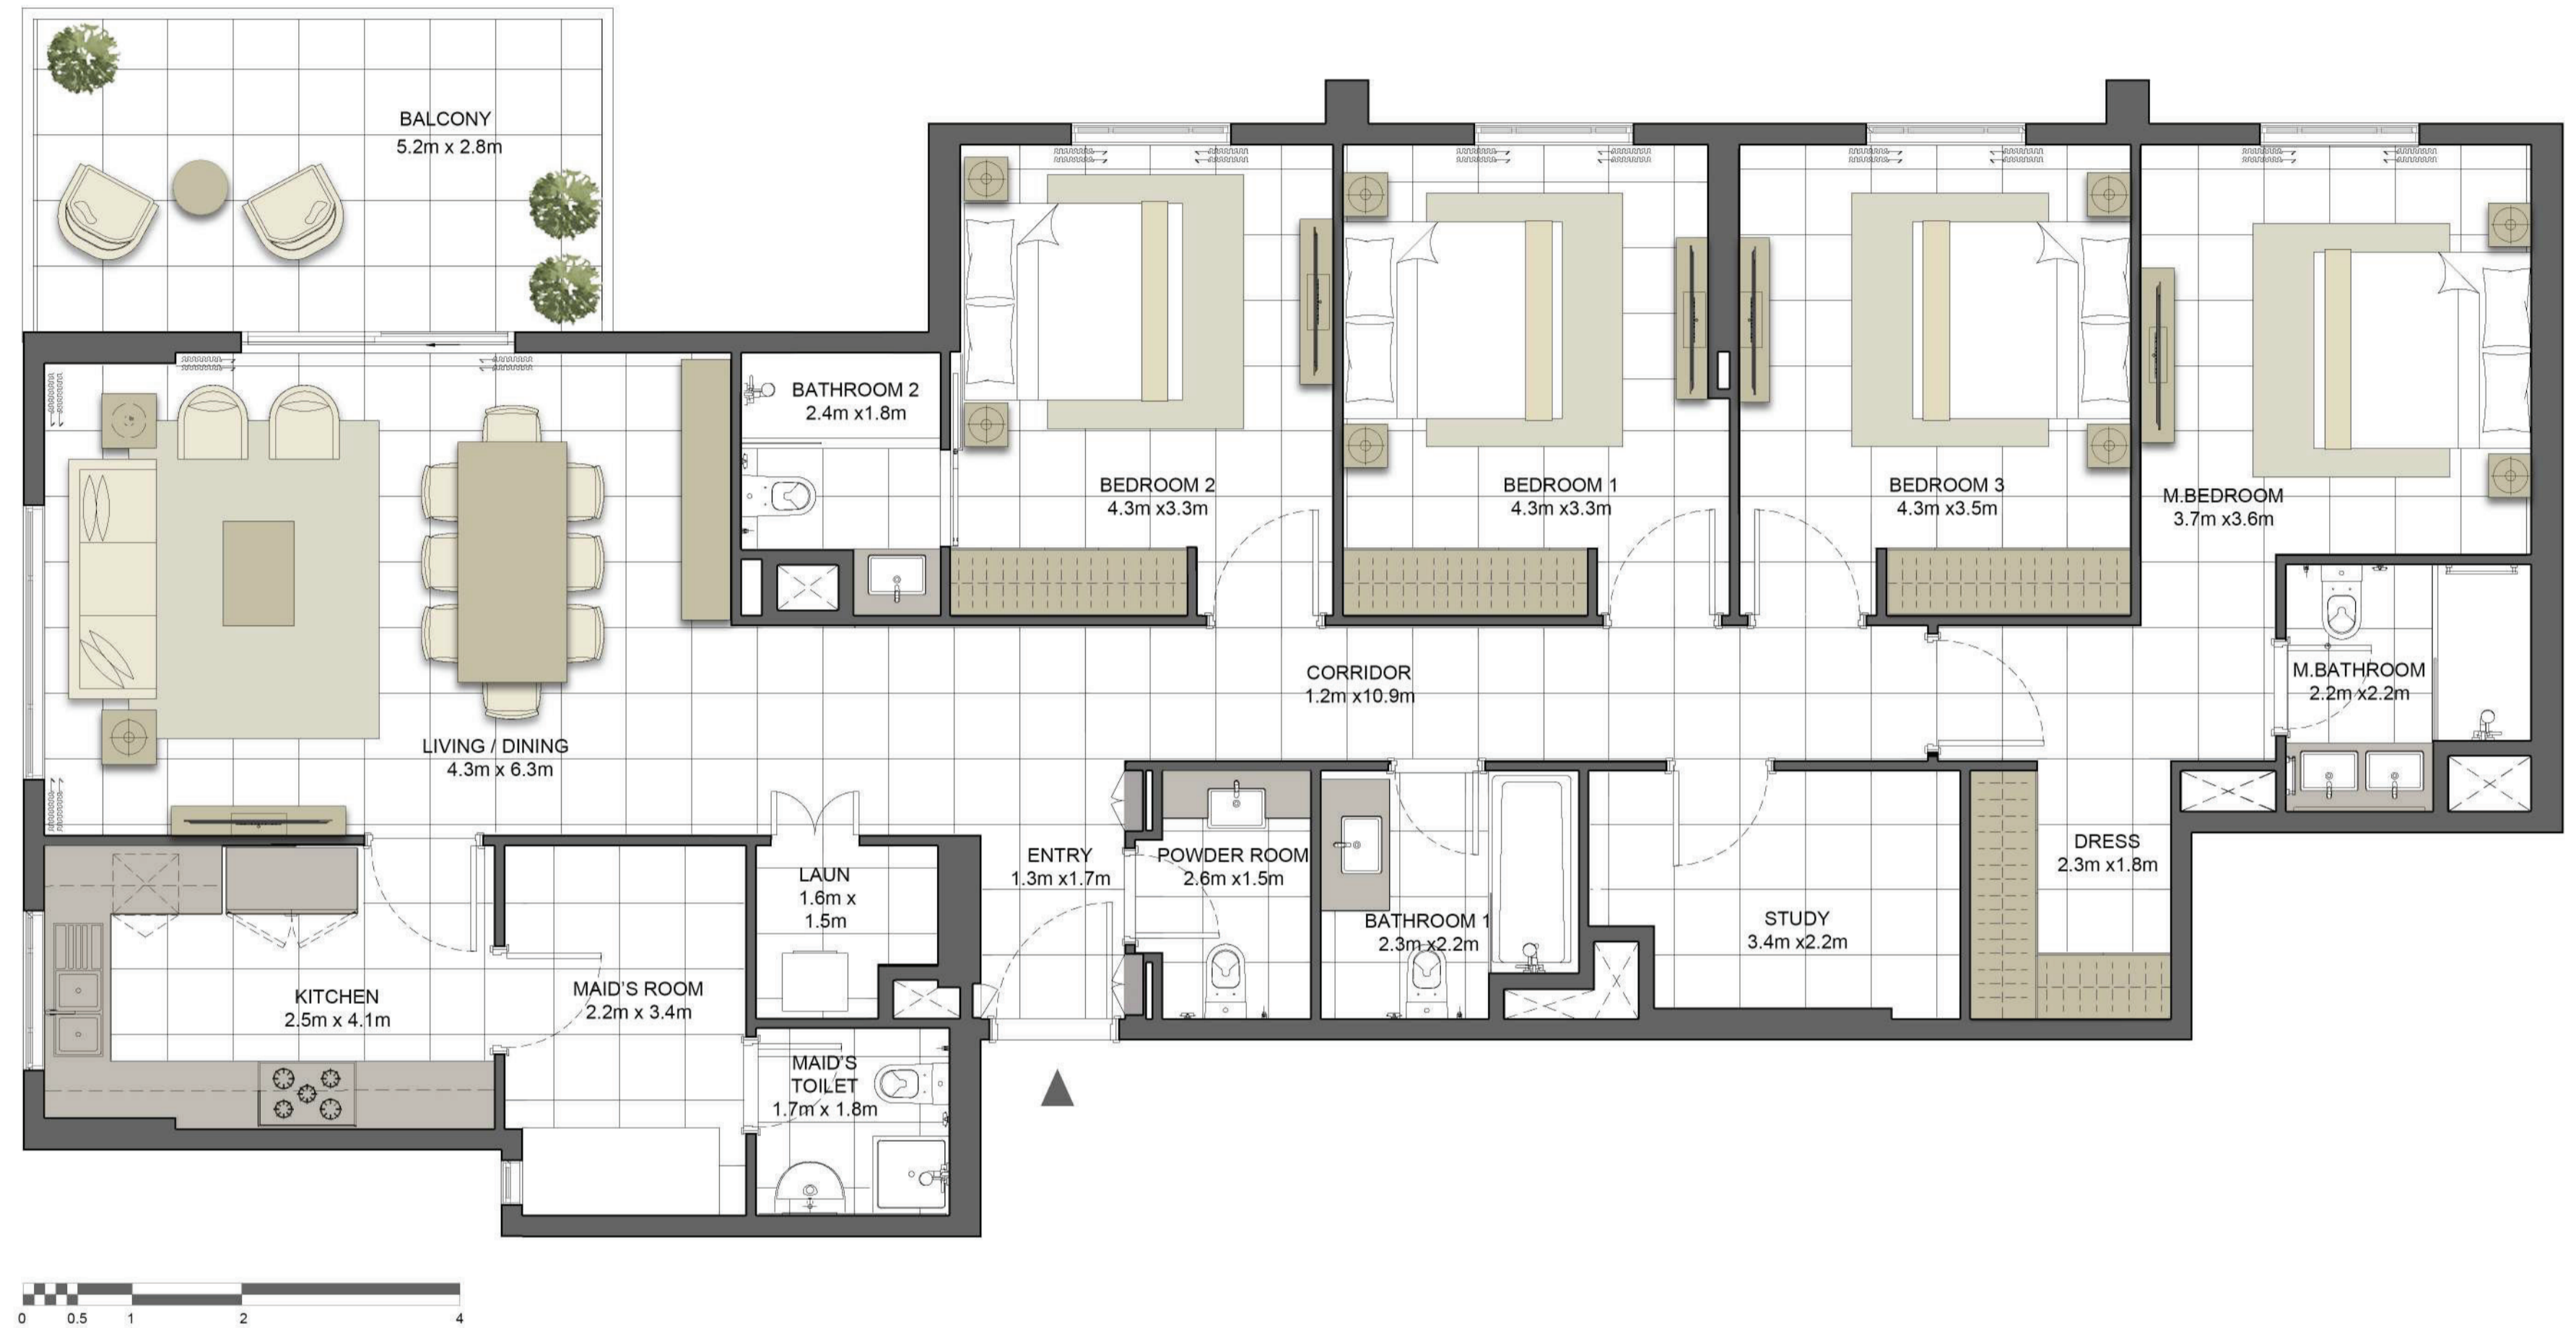 BALCONY
5.2m x 2.8m
BATHROOM 2
2.4m x1.8m
BEDROOM 2
4.3m x3.3m
BEDROOM 1
4.3m x3.3m
BEDROOM 3
4.3m x3.5m
M.BEDROOM
3.7m x3.6m
CORRIDOR
1.2m x10.9m
M.BATHROOM
2.2m x2.2m
LIVING / DINING
4.3m x 6.3m
LAUN
1.6m x
1.5m
ENTRY
1.3m x1.7m
POWDER ROOM
2.6m x1.5m
BATHROOM 1
2.3m x2.2m
STUDY
3.4m x2.2m
DRESS
2.3m x1.8m
KITCHEN
2.5m x 4.1m
MAID'S ROOM
2.2m x 3.4m
MAID'S
TOILET
1.7m x 1.8m
0 0.5 1 2 4